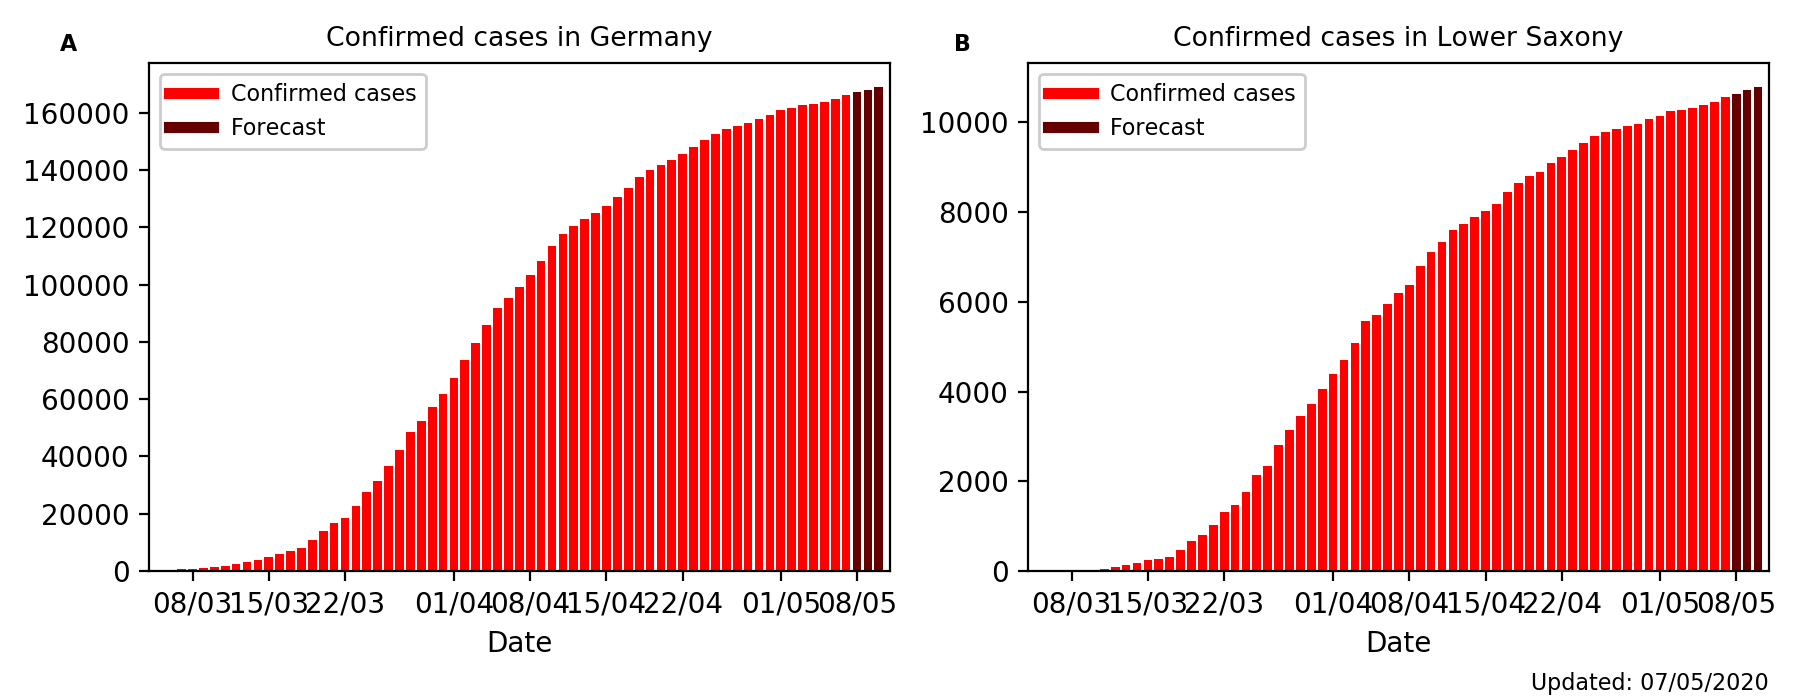 A
Confirmed cases in Germany
Confirmed cases
Forecast
160000
140000
120000
100000
80000
60000
40000
20000
0
08/03 15/03 22/03 01/04 08/04 15/04 22/04 01/05 08/05
Date
B
Confirmed cases in Lower Saxony
Confirmed cases
Forecast
10000
8000
6000
4000
2000
0
08/03 15/03 22/03 01/04 08/04 15/04 22/04 01/05 08/05
Date
Updated: 07/05/2020